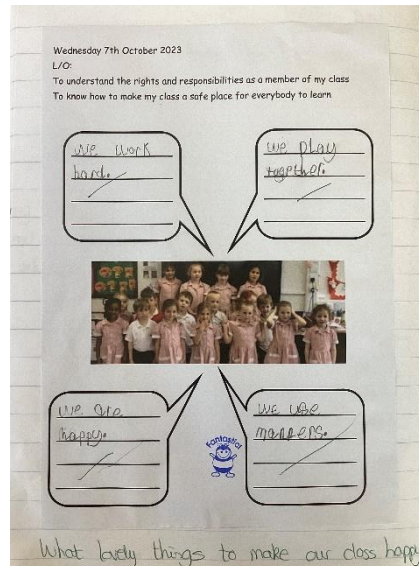 Wednesday 7th October 2023
L/O:
To understand the rights and responsibilities as a member of my class
To know how to make my class a safe place for everybody to learn
we work
hard.
we play
together.
we are
happy.
we use
manners.
Fantastic!
What lovely things to make our class happy